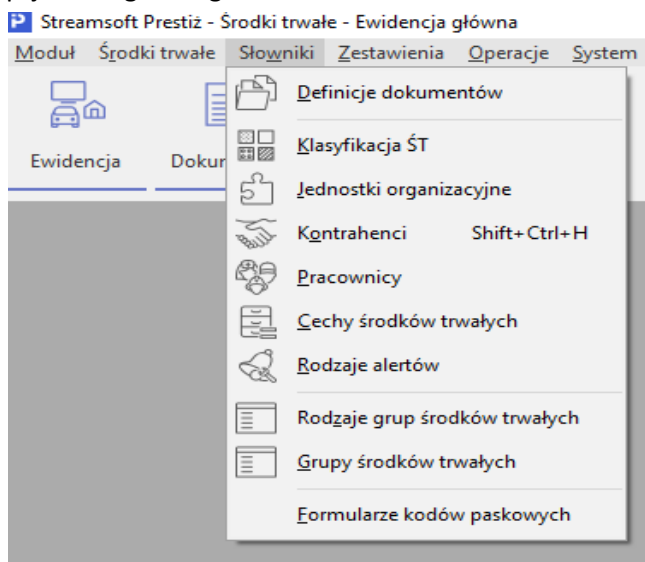 Streamsoft Prestiż - Środki trwałe - Ewidencja główna
Moduł Środki trwałe Słowniki Zestawienia Operacje System
Ewidencja
Definicje dokumentów
Klasyfikacja ŚT
Jednostki organizacyjne
Kontrahenci Shift+Ctrl+H
Pracownicy
Cechy środków trwałych
Rodzaje alertów
Rodzaje grup środków trwałych
Grupy środków trwałych
Formularze kodów paskowych